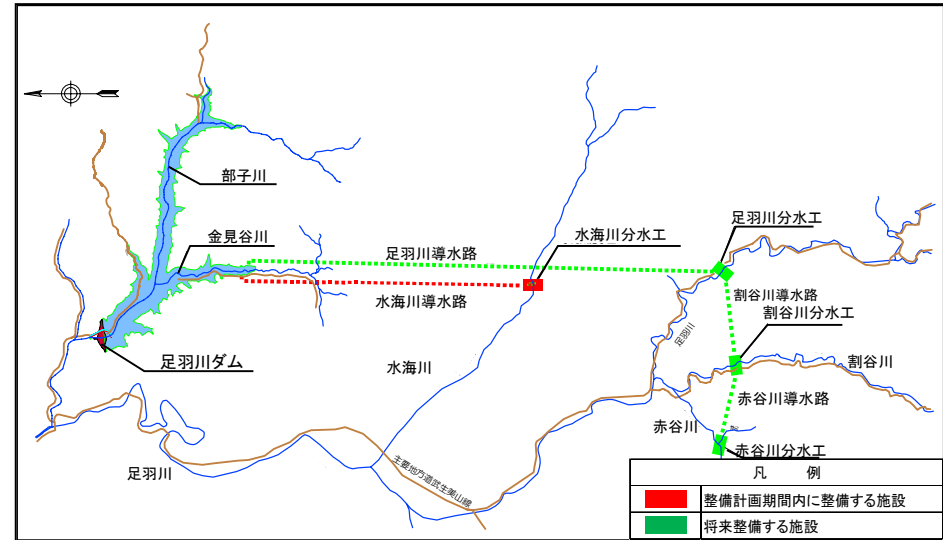 部子川
金見谷川
足羽川導水路
水海川分水工
足羽川分水工
水海川導水路
割谷川導水路
割谷川分水工
足羽川
足羽川ダム
水海川
割谷川
赤谷川導水路
赤谷川
足羽川
主要地方道武生美山線
赤谷川分水工
凡 例
整備計画期間内に整備する施設
将来整備する施設